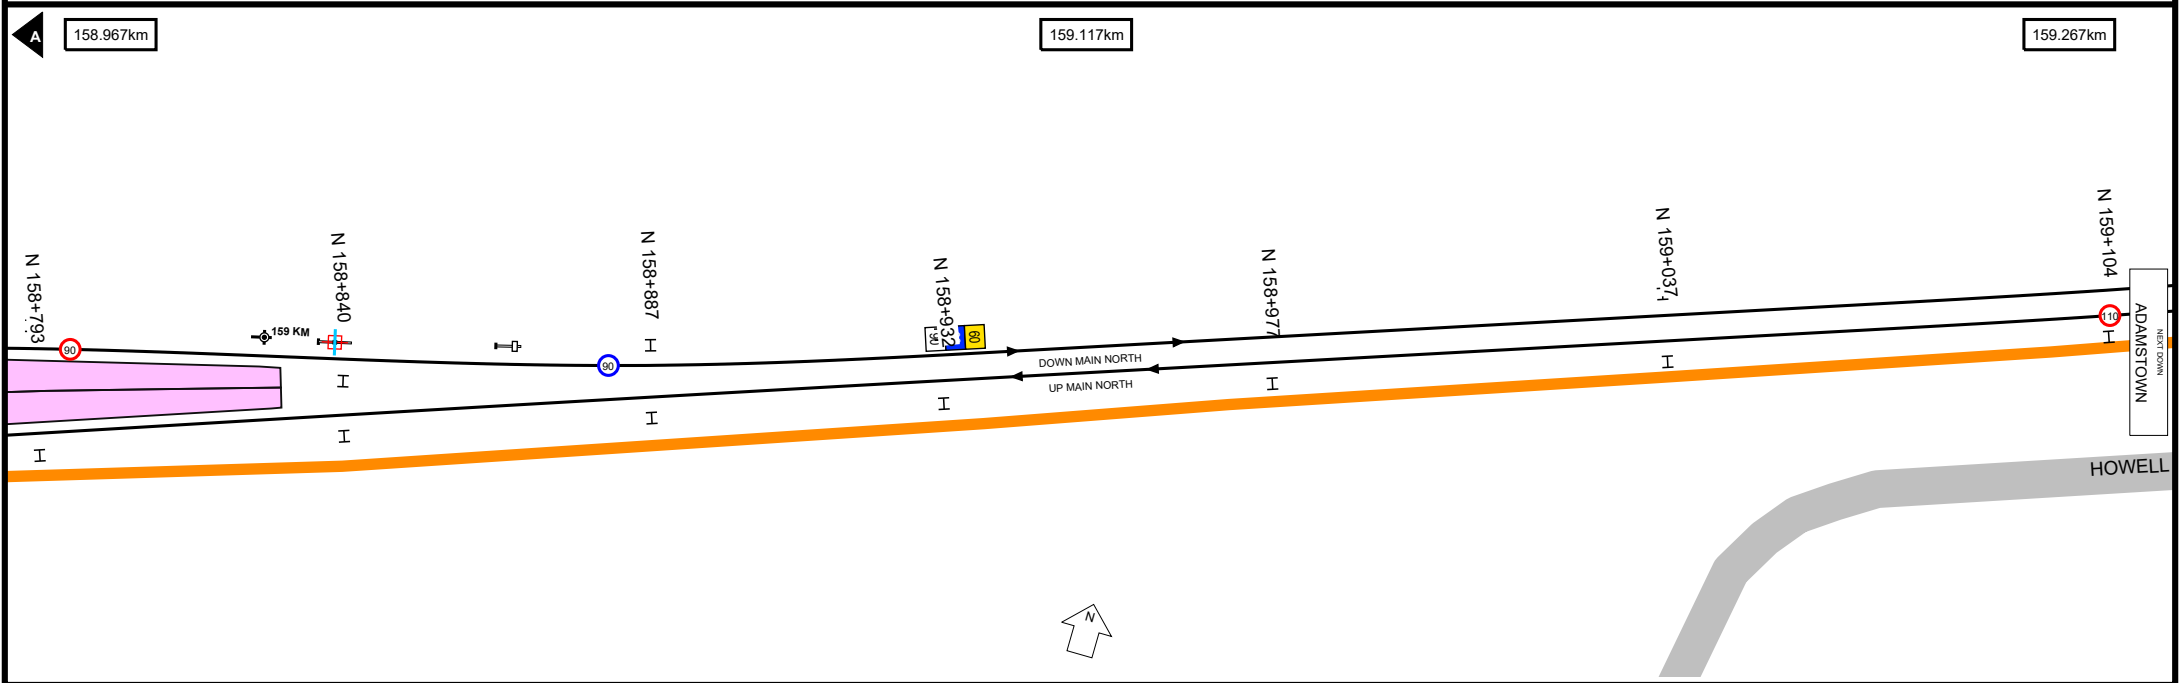 A
158.967km
159.117km
159.267km
N 158+793
N 158+840
N 158+887
N 158+932
N 158+977
N 159+037
N 159+104
159 KM
90
90
90
60
110
DOWN MAIN NORTH
UP MAIN NORTH
NEXT DOWN
ADAMSTOWN
HOWELL
N